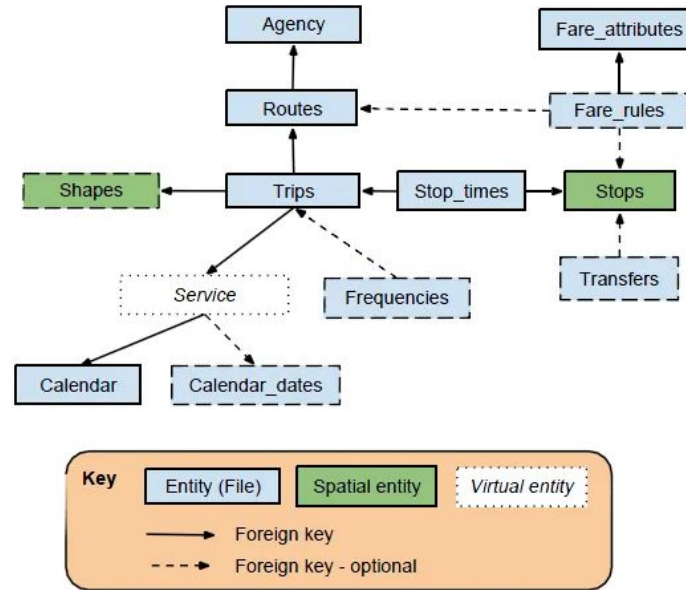 Agency
Fare_attributes
Routes
Fare_rules
Shapes
Trips
Stop_times
Stops
Service
Frequencies
Transfers
Calendar
Calendar_dates
Key
Entity (File)
Spatial entity
Virtual entity
Foreign key
Foreign key - optional